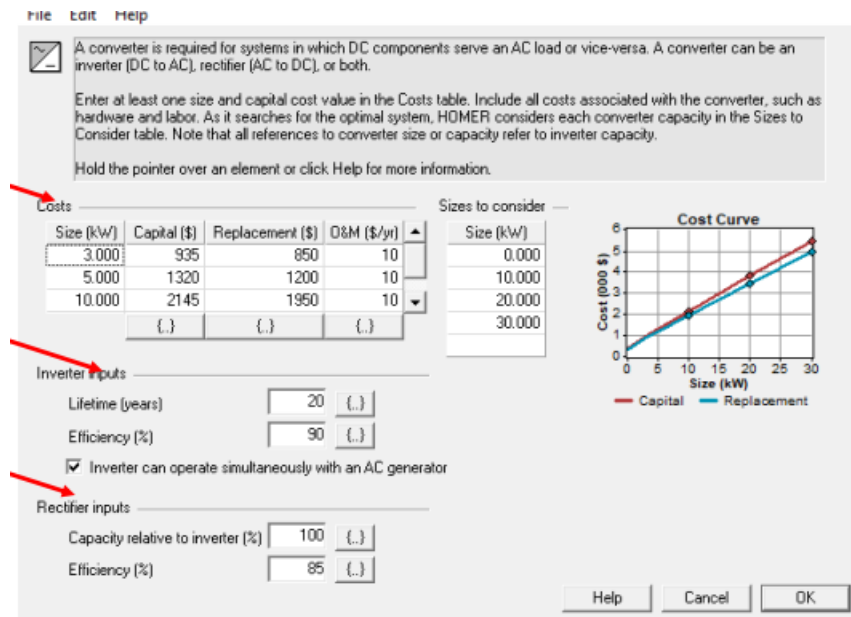 File Edit Help
A converter is required for systems in which DC components serve an AC load or vice-versa. A converter can be an
inverter (DC to AC), rectifier (AC to DC), or both.
Enter at least one size and capital cost value in the Costs table. Include all costs associated with the converter, such as
hardware and labor. As it searches for the optimal system, HOMER considers each converter capacity in the Sizes to
Consider table. Note that all references to converter size or capacity refer to inverter capacity.
Hold the pointer over an element or click Help for more information.
Costs
Size (kW) Capital ($) Replacement ($) O&M ($/yr)
3.000 935 850 10
5.000 1320 1200 10
10.000 2145 1950 10
{..} {..} {..}
Sizes to consider
Size (kW)
0.000
10.000
20.000
30.000
Cost Curve
Cost (000 $)
6
5
4
3
2
1
0
0 5 10 15 20 25 30
Size (kW)
Capital Replacement
Inverter inputs
Lifetime (years) 20 {..}
Efficiency (%) 90 {..}
Inverter can operate simultaneously with an AC generator
Rectifier inputs
Capacity relative to inverter (%) 100 {..}
Efficiency (%) 85 {..}
Help Cancel OK